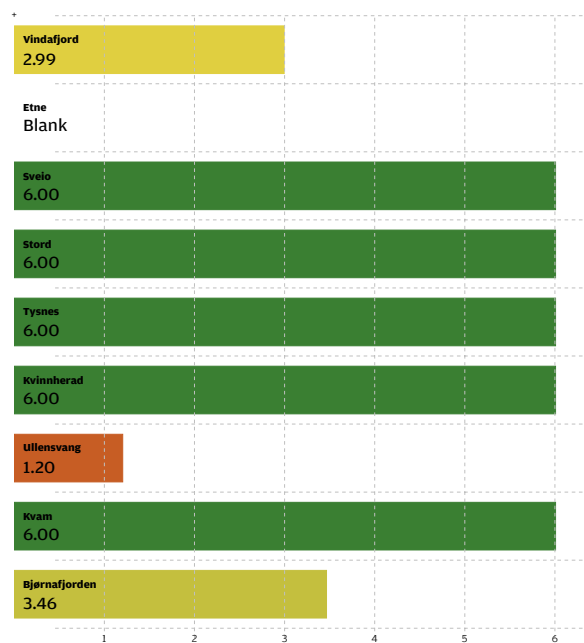 +
Vindafjord
2.99
Etne
Blank
Sveio
6.00
Stord
6.00
Tysnes
6.00
Kvinnherad
6.00
Ullensvang
1.20
Kvam
6.00
Bjørnafjorden
3.46
1 2 3 4 5 6